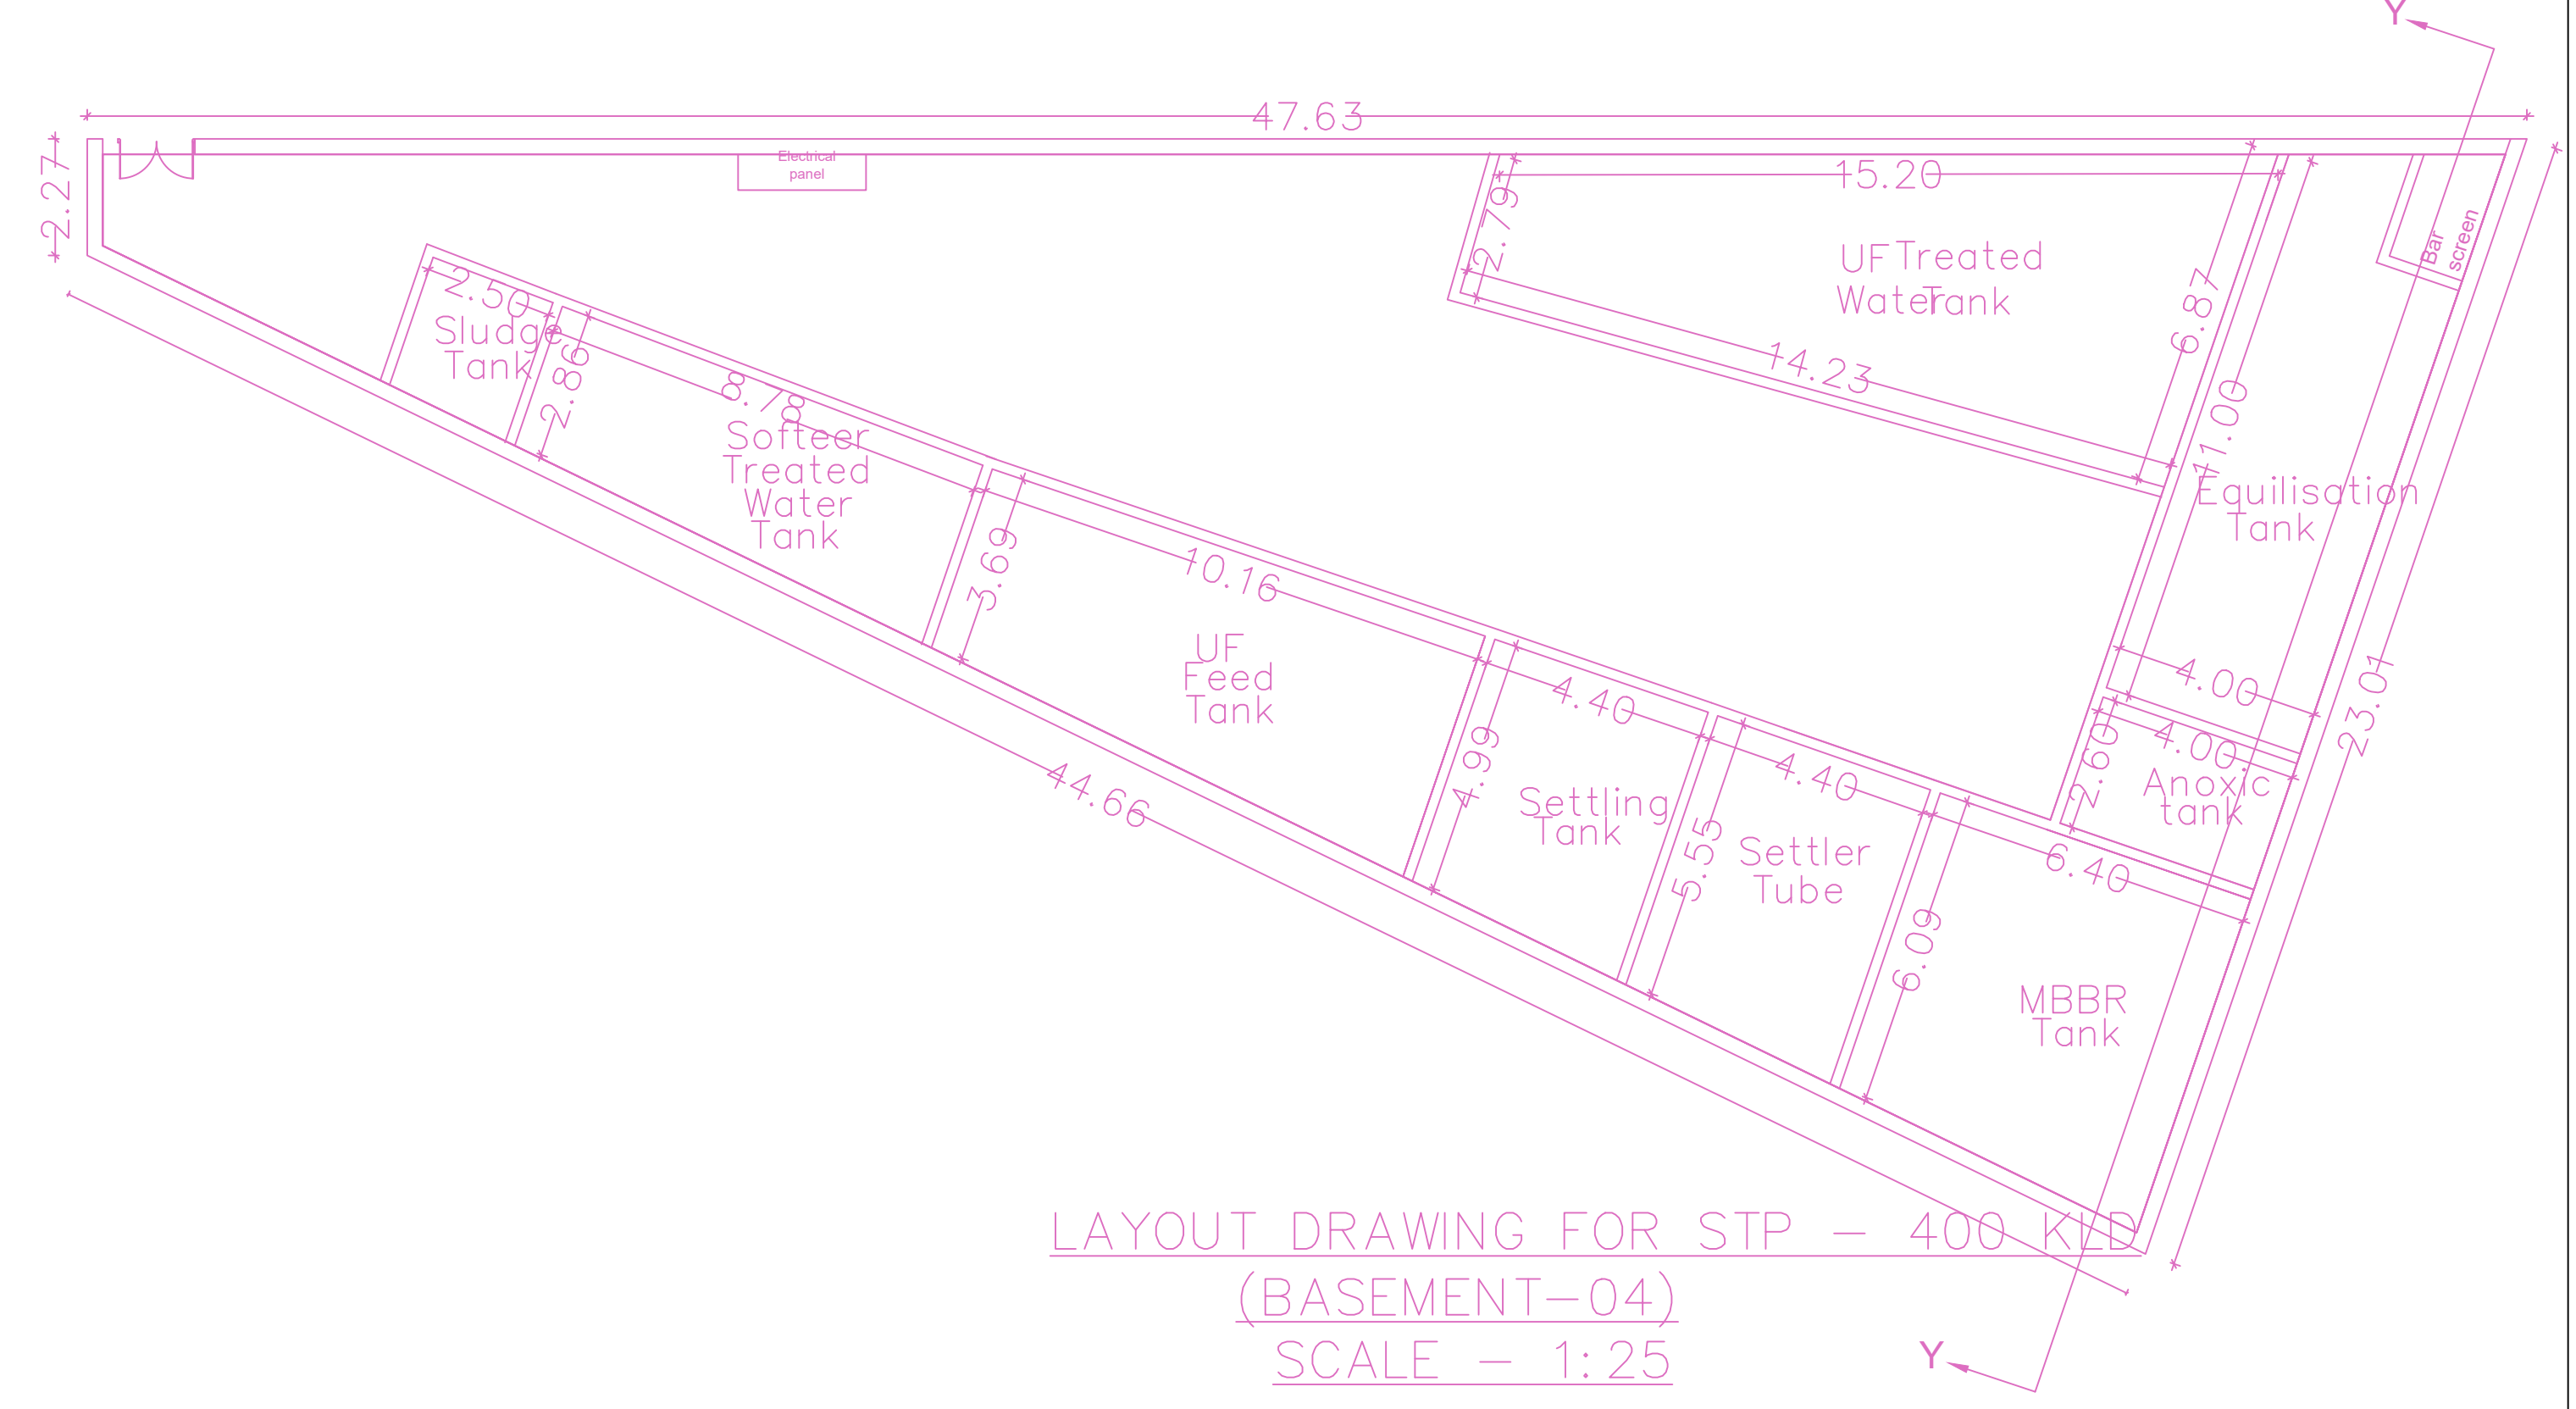 Y
47.63
2.27
Electrical
panel
15.20
2.79
UF Treated
Water Tank
6.87
14.23
Bar
screen
2.50
Sludge
Tank
2.86
8.78
Softeer
Treated
Water
Tank
11.00
Equilisation
Tank
3.69
10.16
UF
Feed
Tank
4.00
23.01
4.40
4.99
4.00
2.60
Anoxic
tank
44.66
Settling
Tank
4.40
5.55
Settler
Tube
6.40
6.09
MBBR
Tank
LAYOUT DRAWING FOR STP - 400 KLD
(BASEMENT-04)
SCALE - 1:25
Y